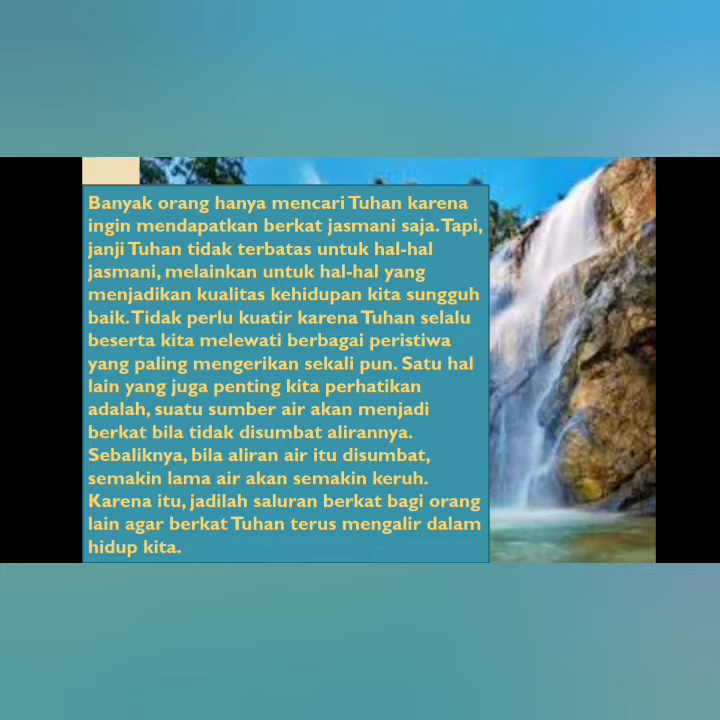 Banyak orang hanya mencari Tuhan karena
ingin mendapatkan berkat jasmani saja. Tapi,
janji Tuhan tidak terbatas untuk hal-hal
jasmani, melainkan untuk hal-hal yang
menjadikan kualitas kehidupan kita sungguh
baik. Tidak perlu kuatir karena Tuhan selalu
beserta kita melewati berbagai peristiwa
yang paling mengerikan sekali pun. Satu hal
lain yang juga penting kita perhatikan
adalah, suatu sumber air akan menjadi
berkat bila tidak disumbat alirannya.
Sebaliknya, bila aliran air itu disumbat,
semakin lama air akan semakin keruh.
Karena itu, jadilah saluran berkat bagi orang
lain agar berkat Tuhan terus mengalir dalam
hidup kita.